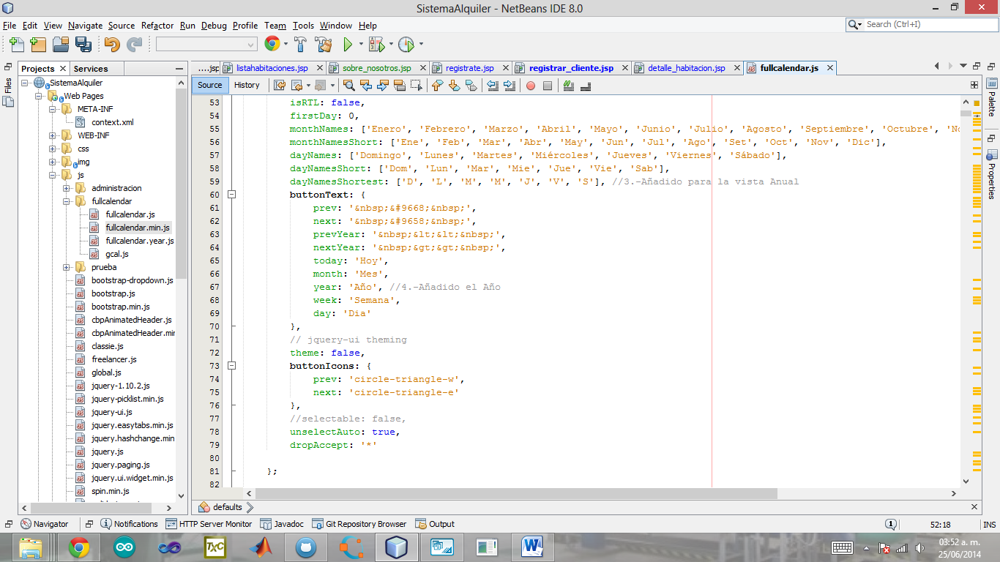 SistemaAlquiler - NetBeans IDE 8.0
File Edit View Navigate Source Refactor Run Debug Profile Team Tools Window Help
Search (Ctrl+I)
Files
Projects Services
SistemaAlquiler
Web Pages
META-INF
context.xml
WEB-INF
css
img
js
administracion
fullcalendar
fullcalendar.js
fullcalendar.min.js
fullcalendar.year.js
gcal.js
prueba
bootstrap-dropdown.js
bootstrap.js
bootstrap.min.js
cbpAnimatedHeader.js
cbpAnimatedHeader.mir
classie.js
freelancer.js
global.js
jquery-1.10.2.js
jquery-picklist.min.js
jquery-ui.js
jquery.easytabs.min.js
jquery.hashchange.min
jquery.js
jquery.paging.js
jquery.ui.widget.min.js
spin.min.js
....jsp listahabitaciones.jsp sobre_nosotros.jsp registrate.jsp registrar_cliente.jsp detalle_habitacion.jsp fullcalendar.js
Source History
53 isRTL: false,
54 firstDay: 0,
55 monthNames: ['Enero', 'Febrero', 'Marzo', 'Abril', 'Mayo', 'Junio', 'Julio', 'Agosto', 'Septiembre', 'Octubre', 'No
56 monthNamesShort: ['Ene', 'Feb', 'Mar', 'Abr', 'May', 'Jun', 'Jul', 'Ago', 'Set', 'Oct', 'Nov', 'Dic'],
57 dayNames: ['Domingo', 'Lunes', 'Martes', 'Miércoles', 'Jueves', 'Viernes', 'Sábado'],
58 dayNamesShort: ['Dom', 'Lun', 'Mar', 'Mie', 'Jue', 'Vie', 'Sab'],
59 dayNamesShortest: ['D', 'L', 'M', 'M', 'J', 'V', 'S'], //3.-Añadido para la vista Anual
60 buttonText: {
61 prev: '&nbsp;&#9668;&nbsp;',
62 next: '&nbsp;&#9658;&nbsp;',
63 prevYear: '&nbsp;&lt;&lt;&nbsp;',
64 nextYear: '&nbsp;&gt;&gt;&nbsp;',
65 today: 'Hoy',
66 month: 'Mes',
67 year: 'Año', //4.-Añadido el Año
68 week: 'Semana',
69 day: 'Dia'
70 },
71 // jquery-ui theming
72 theme: false,
73 buttonIcons: {
74 prev: 'circle-triangle-w',
75 next: 'circle-triangle-e'
76 },
77 //selectable: false,
78 unselectAuto: true,
79 dropAccept: '*'
80
81 };
82
defaults
Palette
Properties
Navigator Notifications HTTP Server Monitor Javadoc Git Repository Browser Output
1 52:18 INS
TxC
03:52 a. m.
25/06/2014